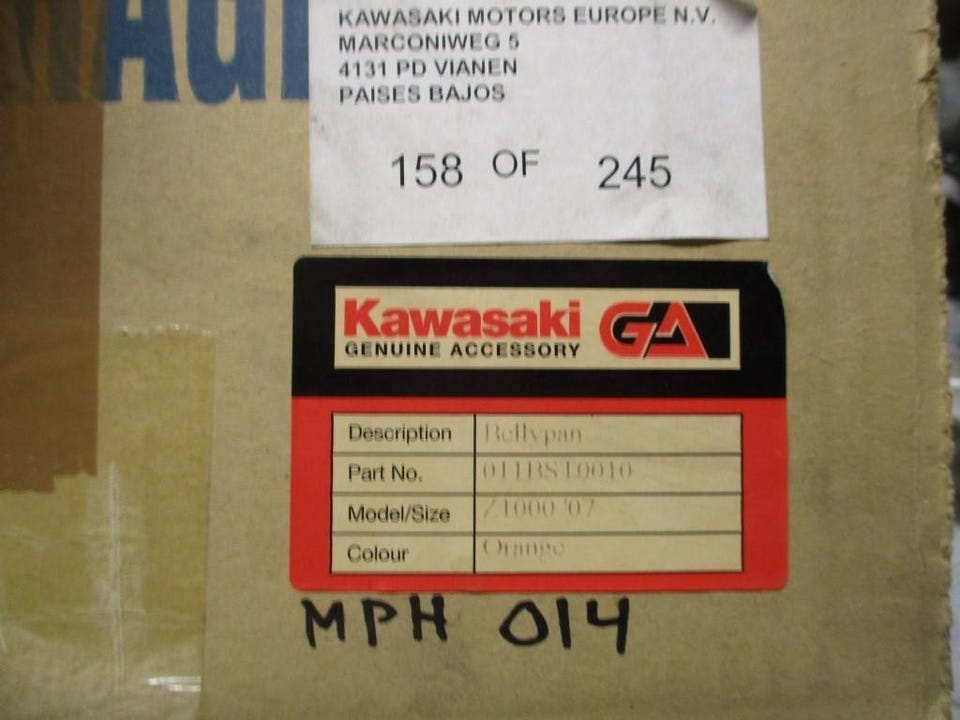 AGI
KAWASAKI MOTORS EUROPE N.V.
MARCONIWEG 5
4131 PD VIANEN
PAISES BAJOS
158 OF 245
Kawasaki GA
GENUINE ACCESSORY
Description Bellypan
Part No. 011BST0010
Model/Size Z1000 '07
Colour Orange
MPH 014